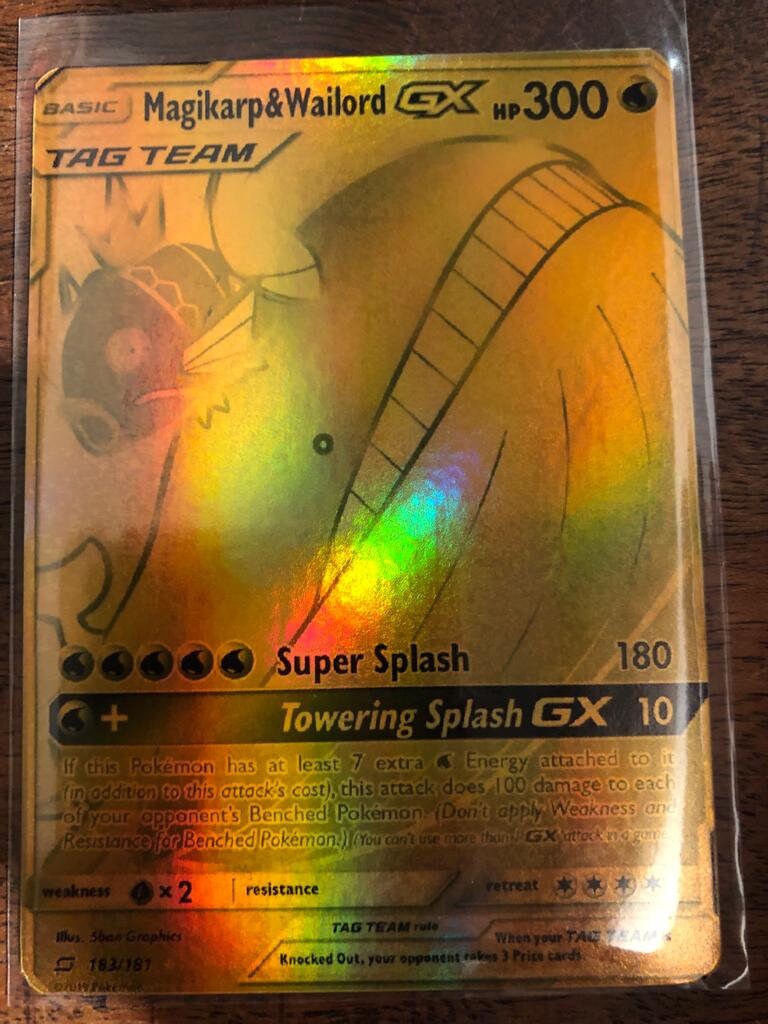 BASIC Magikarp&Wailord GX HP300
TAG TEAM
Super Splash 180
+ Towering Splash GX 10
If this Pokémon has at least 7 extra Energy attached to it
(in addition to this attack's cost), this attack does 100 damage to each
of your opponent's Benched Pokémon. (Don't apply Weakness and
Resistance for Benched Pokémon.) (You can't use more than 1 GX attack in a game.
weakness ×2 resistance retreat
Illus. 5ban Graphics TAG TEAM rule When your TAG TEAM is
183/181 Knocked Out, your opponent takes 3 Prize cards.
©2019 Pokémon